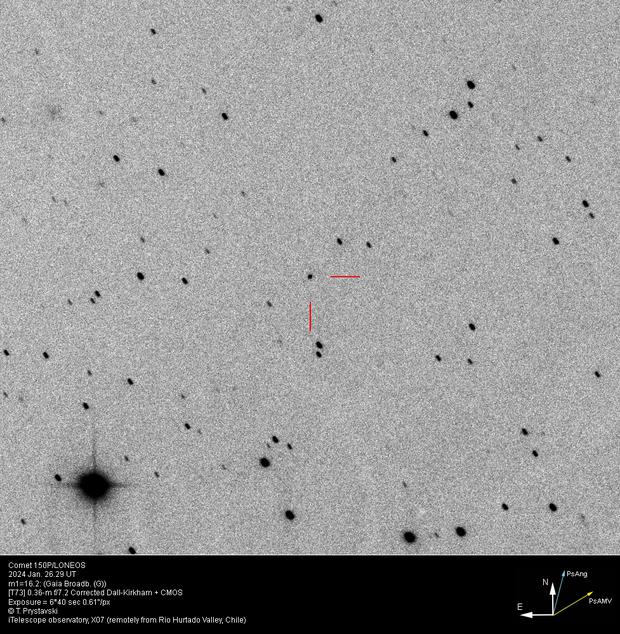 Comet 150P/LONEOS
2024 Jan. 26.29 UT
m1=16.2: (Gaia Broadb. (G))
[T73] 0.36-m f/7.2 Corrected Dall-Kirkham + CMOS
Exposure = 6*40 sec 0.61"/px
© T. Prystavski
iTelescope observatory, X07 (remotely from Rio Hurtado Valley, Chile)
PsAng
N
PsAMV
E